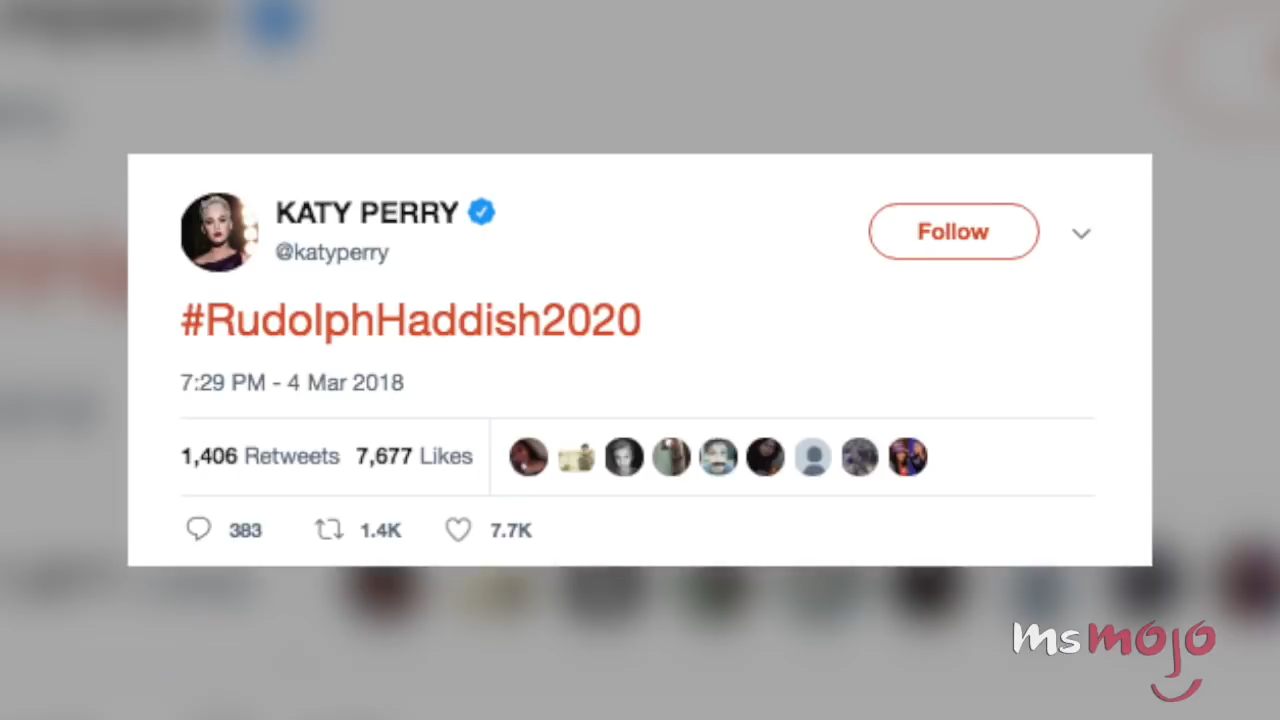 KATY PERRY
@katyperry
Follow
#RudolphHaddish2020
7:29 PM - 4 Mar 2018
1,406 Retweets 7,677 Likes
383 1.4K 7.7K
msmojo